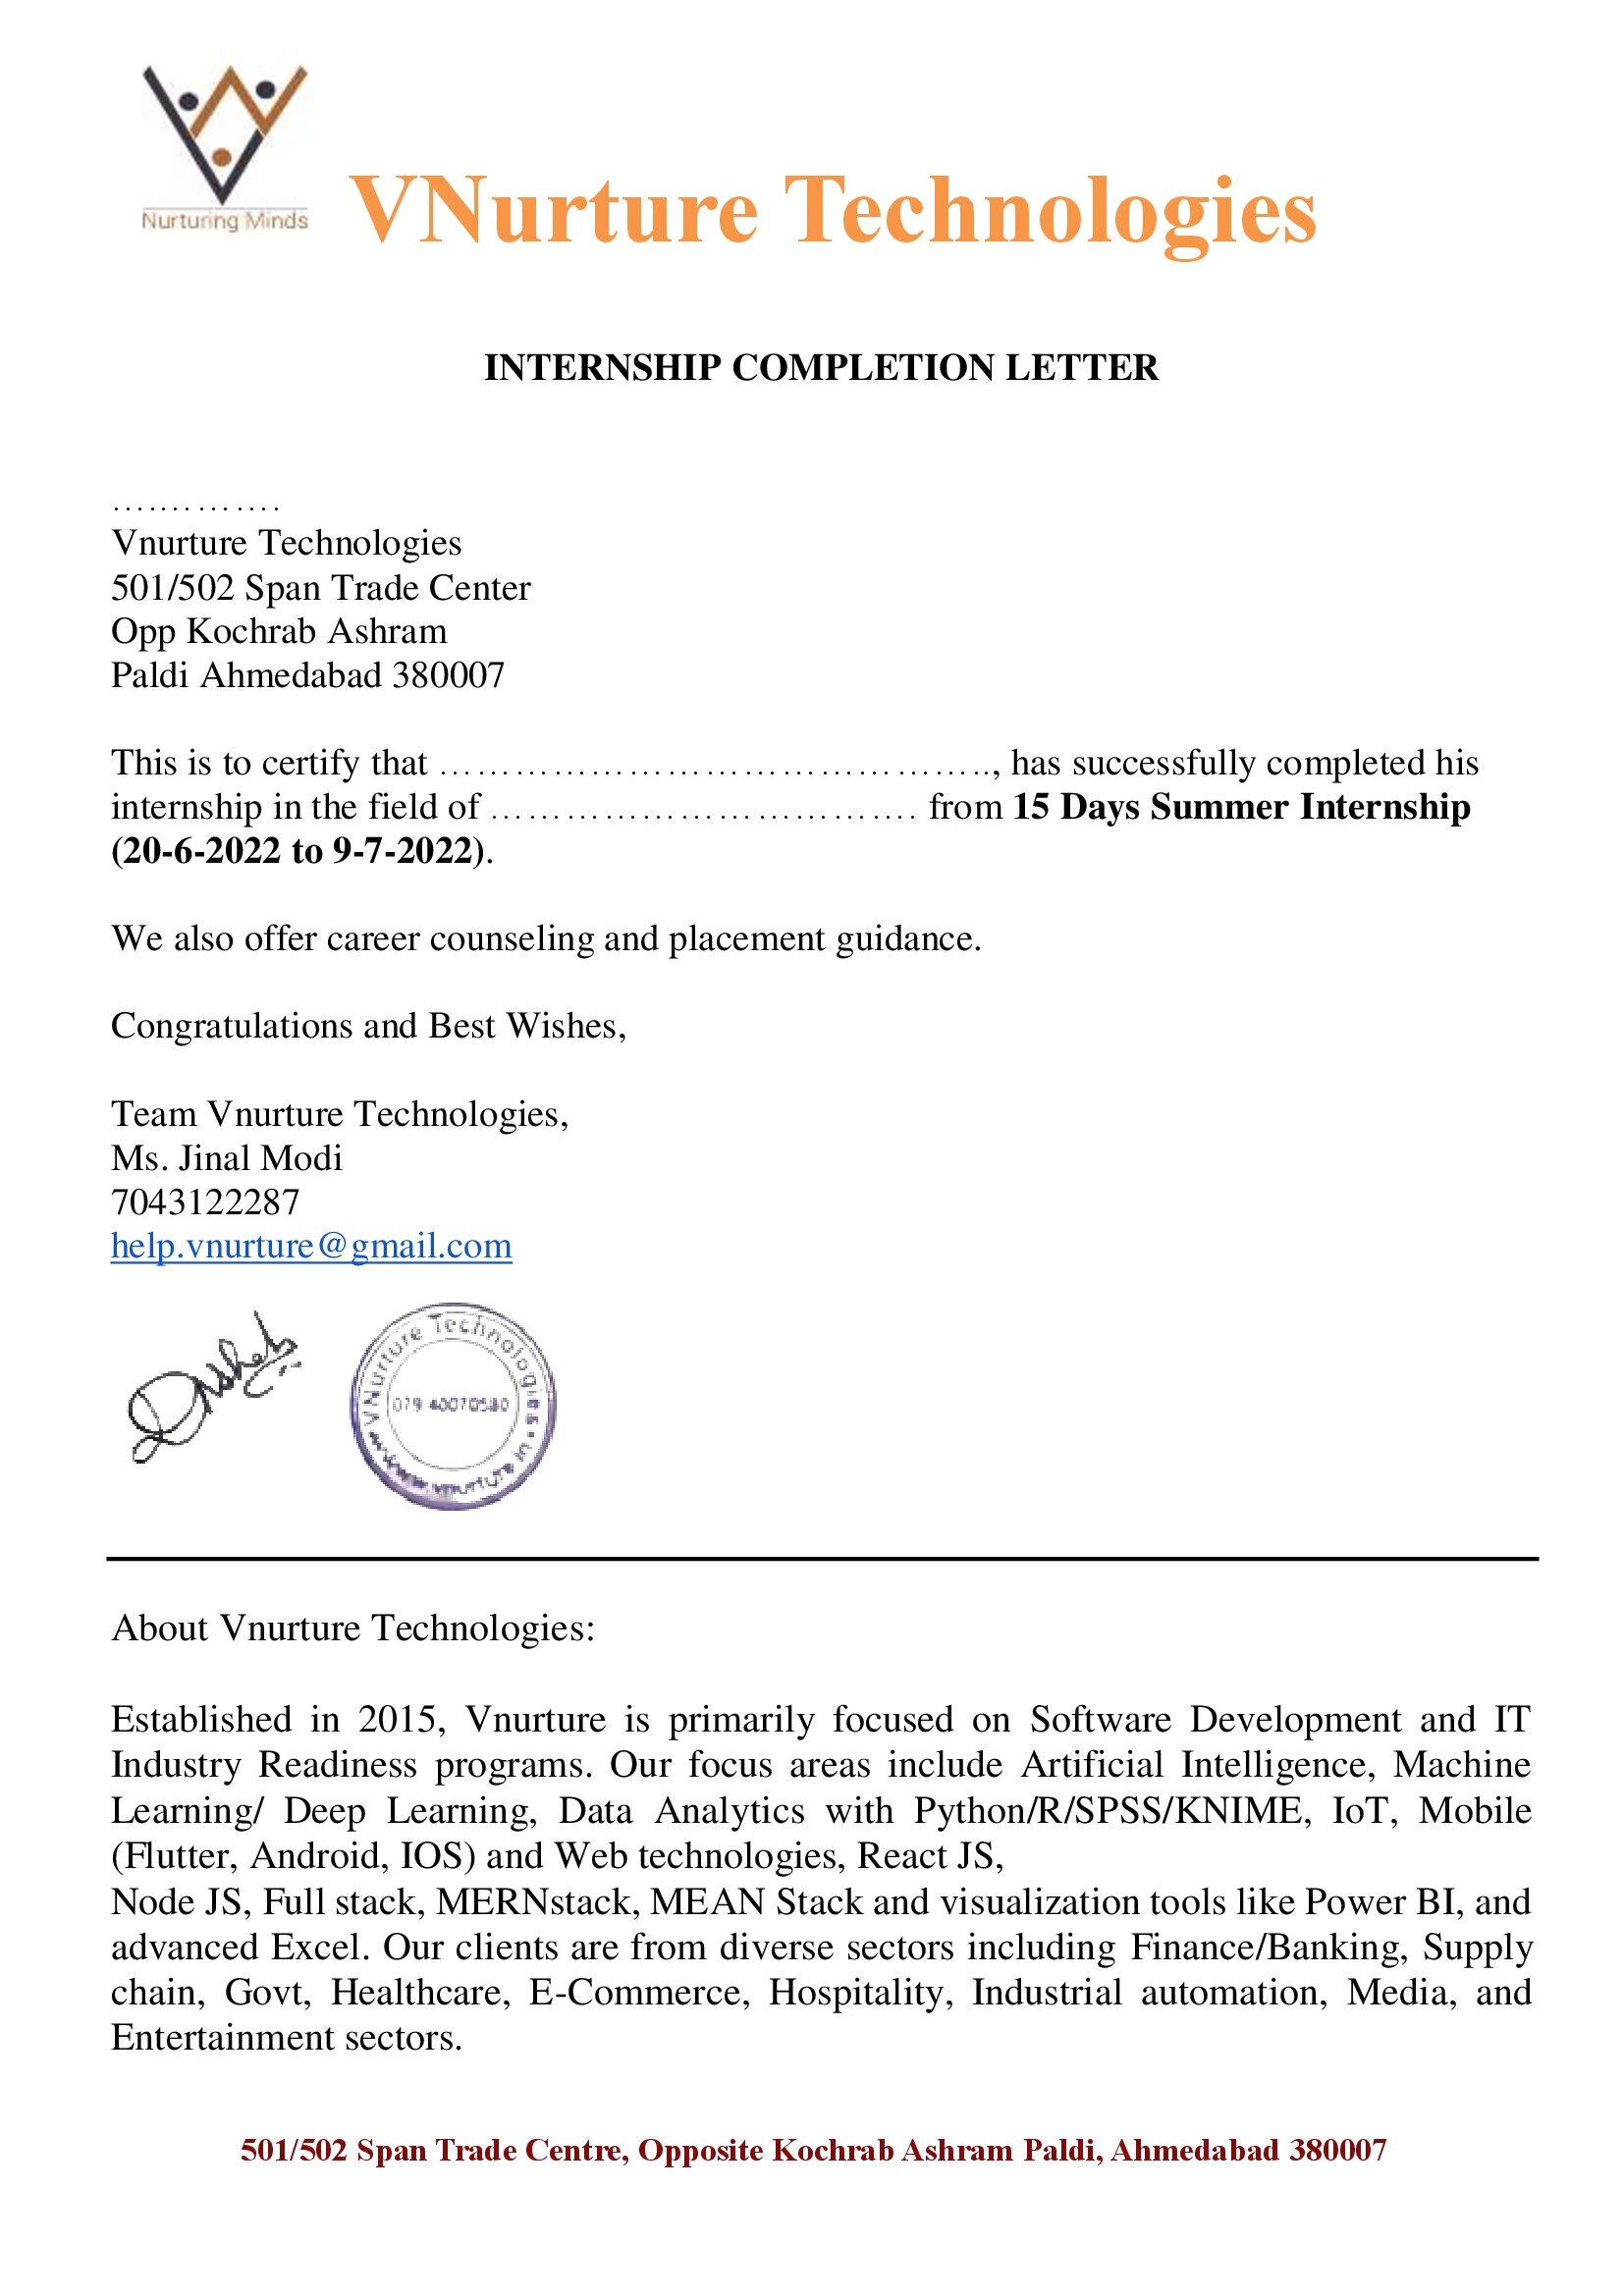 Nurturing Minds
VNurture Technologies
INTERNSHIP COMPLETION LETTER
…………….
Vnurture Technologies
501/502 Span Trade Center
Opp Kochrab Ashram
Paldi Ahmedabad 380007
This is to certify that …………………………………….., has successfully completed his
internship in the field of ……………………………. from 15 Days Summer Internship
(20-6-2022 to 9-7-2022).
We also offer career counseling and placement guidance.
Congratulations and Best Wishes,
Team Vnurture Technologies,
Ms. Jinal Modi
7043122287
help.vnurture@gmail.com
VNurture Technologies
079 40070580
www.vnurture.in
About Vnurture Technologies:
Established in 2015, Vnurture is primarily focused on Software Development and IT
Industry Readiness programs. Our focus areas include Artificial Intelligence, Machine
Learning/ Deep Learning, Data Analytics with Python/R/SPSS/KNIME, IoT, Mobile
(Flutter, Android, IOS) and Web technologies, React JS,
Node JS, Full stack, MERNstack, MEAN Stack and visualization tools like Power BI, and
advanced Excel. Our clients are from diverse sectors including Finance/Banking, Supply
chain, Govt, Healthcare, E-Commerce, Hospitality, Industrial automation, Media, and
Entertainment sectors.
501/502 Span Trade Centre, Opposite Kochrab Ashram Paldi, Ahmedabad 380007